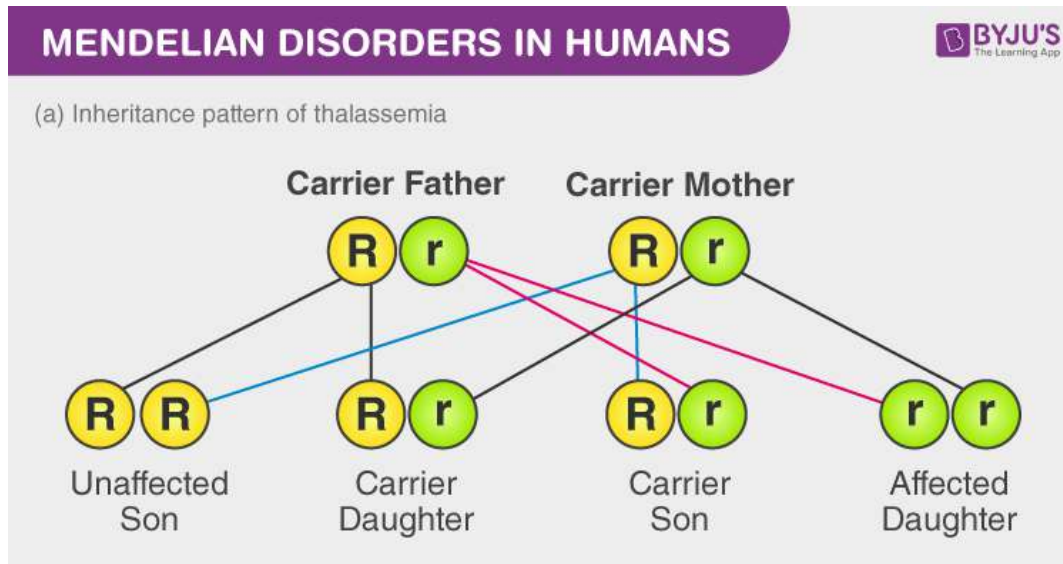 MENDELIAN DISORDERS IN HUMANS
BYJU'S
The Learning App
(a) Inheritance pattern of thalassemia
Carrier Father Carrier Mother
R r R r
R R R r R r r r
Unaffected Carrier Carrier Affected
Son Daughter Son Daughter